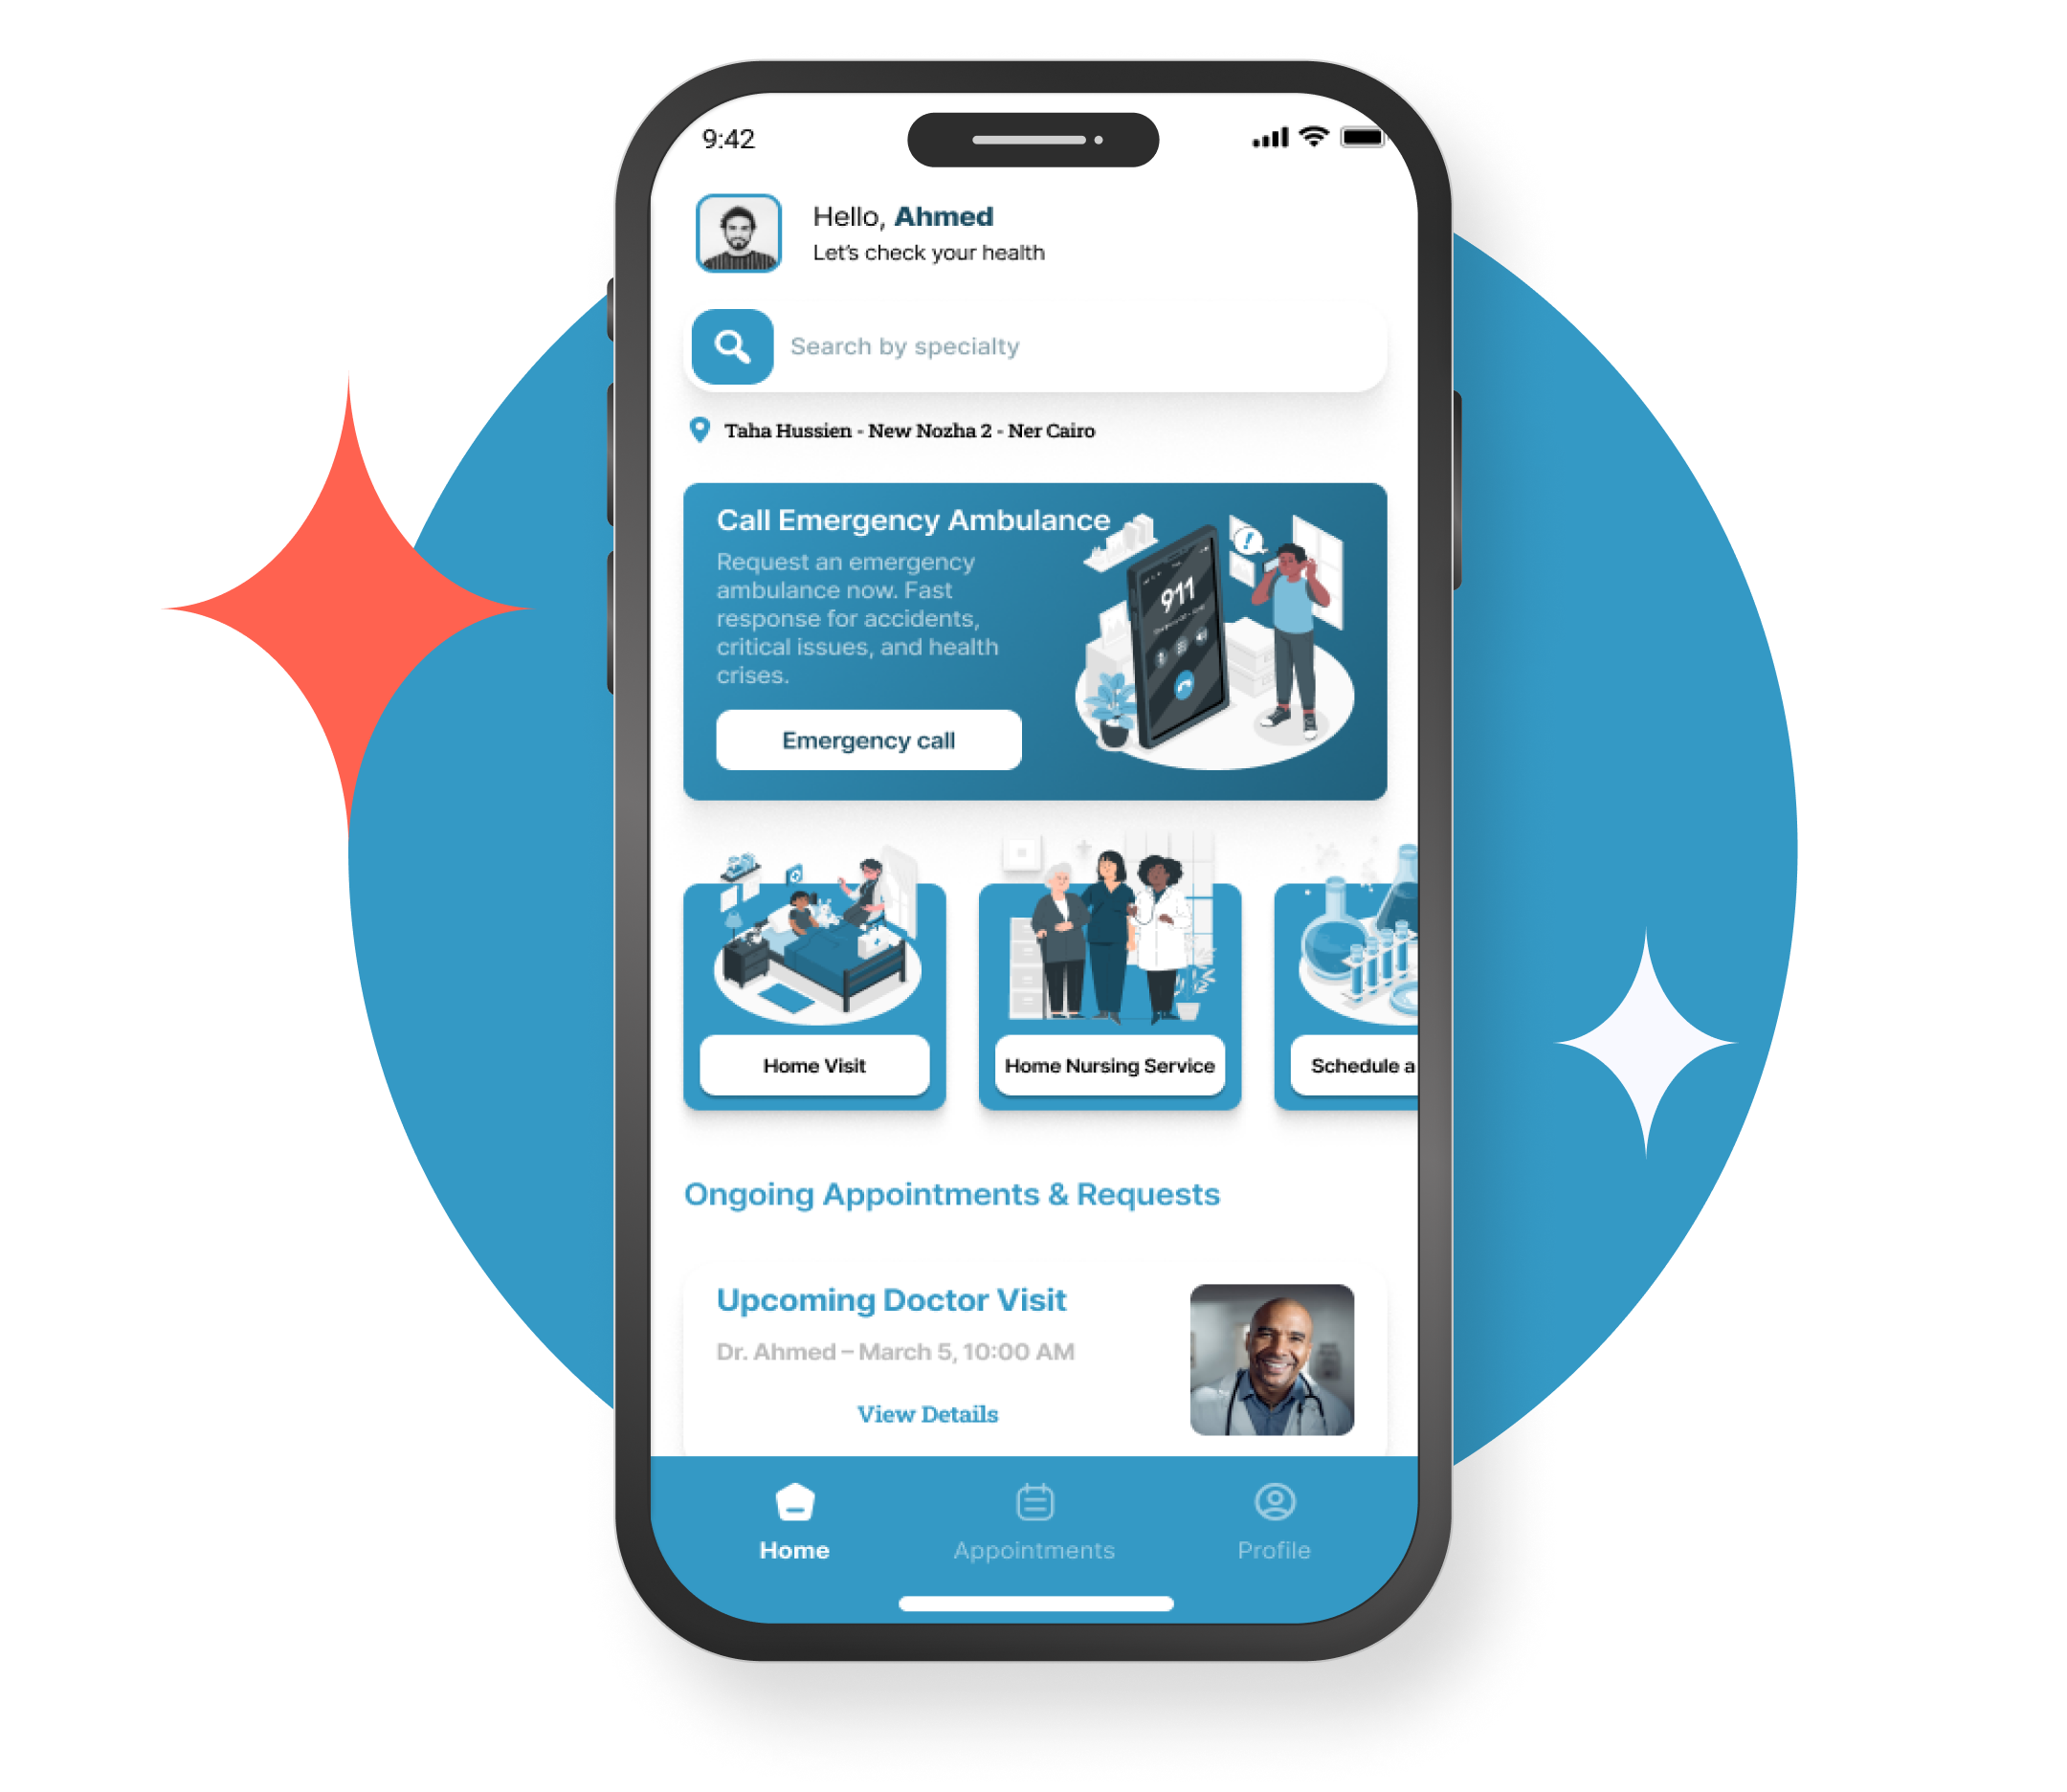 9:42
Hello, Ahmed
Let's check your health
Search by specialty
Taha Hussien - New Nozha 2 - Ner Cairo
Call Emergency Ambulance
Request an emergency
ambulance now. Fast
response for accidents,
critical issues, and health
crises.
Emergency call
911
Home Visit
Home Nursing Service
Schedule a
Ongoing Appointments & Requests
Upcoming Doctor Visit
Dr. Ahmed – March 5, 10:00 AM
View Details
Home
Appointments
Profile